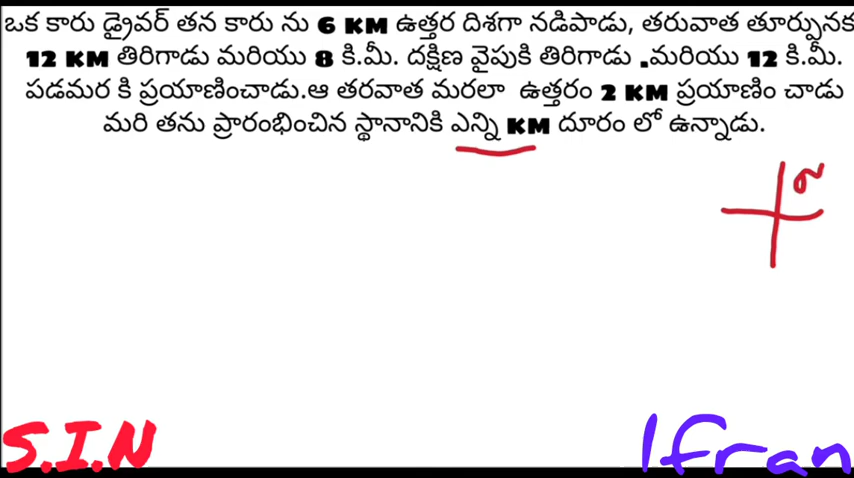 ఒక కారు డ్రైవర్ తన కారు ను 6 KM ఉత్తర దిశగా నడిపాడు, తరువాత తూర్పునకు
12 KM తిరిగాడు మరియు 8 కి.మీ. దక్షిణ వైపుకి తిరిగాడు .మరియు 12 కి.మీ.
పడమర కి ప్రయాణించాడు.ఆ తరవాత మరలా ఉత్తరం 2 KM ప్రయాణిం చాడు
మరి తను ప్రారంభించిన స్థానానికి ఎన్ని KM దూరం లో ఉన్నాడు.
S.I.N
Ifran